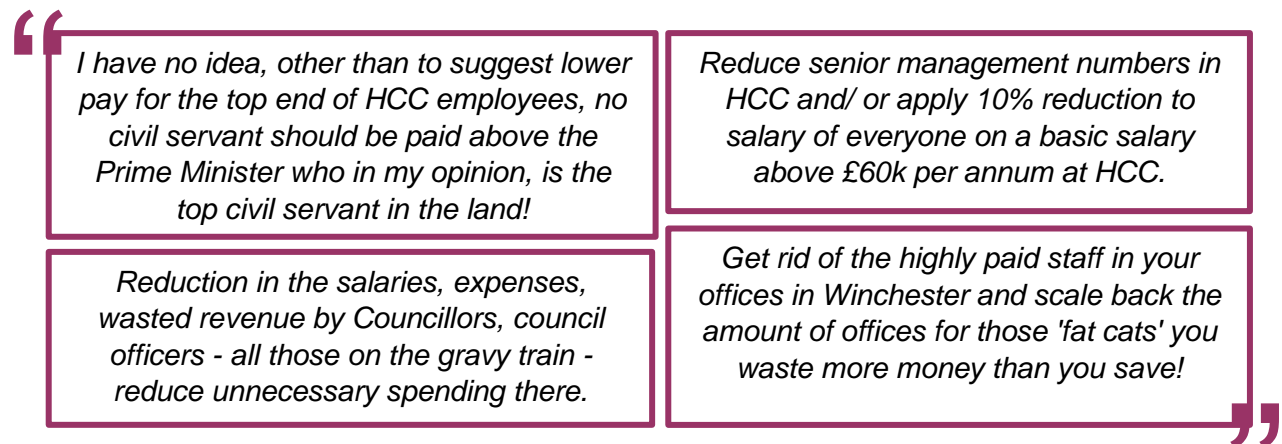 “
I have no idea, other than to suggest lower
pay for the top end of HCC employees, no
civil servant should be paid above the
Prime Minister who in my opinion, is the
top civil servant in the land!
Reduce senior management numbers in
HCC and/ or apply 10% reduction to
salary of everyone on a basic salary
above £60k per annum at HCC.
Reduction in the salaries, expenses,
wasted revenue by Councillors, council
officers - all those on the gravy train -
reduce unnecessary spending there.
Get rid of the highly paid staff in your
offices in Winchester and scale back the
amount of offices for those 'fat cats' you
waste more money than you save!
”